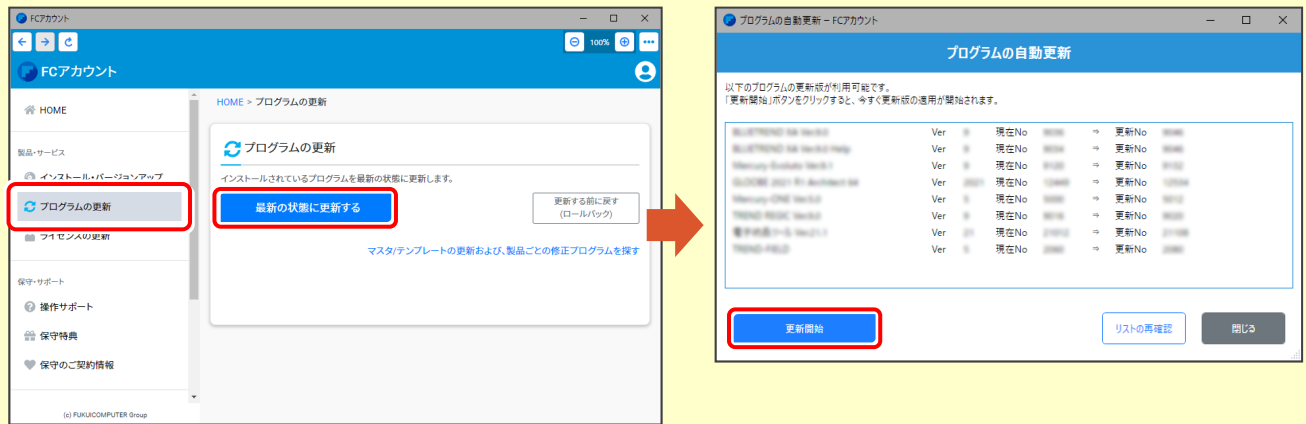 FCアカウント
100%
FCアカウント
HOME
製品・サービス
インストール・バージョンアップ
プログラムの更新
ライセンスの更新
保守・サポート
操作サポート
保守特典
保守のご契約情報
(c) FUKUICOMPUTER Group
HOME > プログラムの更新
プログラムの更新
インストールされているプログラムを最新の状態に更新します。
最新の状態に更新する
更新する前に戻す
(ロールバック)
マスタ/テンプレートの更新および、製品ごとの修正プログラムを探す
プログラムの自動更新 – FCアカウント
プログラムの自動更新
以下のプログラムの更新版が利用可能です。
「更新開始」ボタンをクリックすると、今すぐ更新版の適用が開始されます。
Ver 現在No ⇒ 更新No
Ver 現在No ⇒ 更新No
Ver 現在No ⇒ 更新No
Ver 現在No ⇒ 更新No
Ver 現在No ⇒ 更新No
Ver 現在No ⇒ 更新No
Ver 現在No ⇒ 更新No
Ver 現在No ⇒ 更新No
更新開始
リストの再確認
閉じる